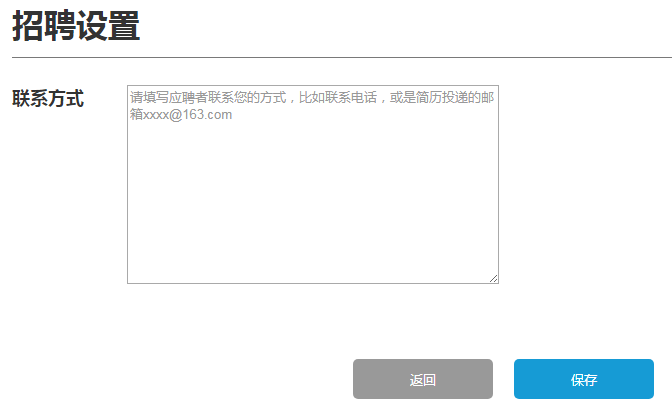 招聘设置
联系方式
请填写应聘者联系您的方式，比如联系电话，或是简历投递的邮
箱xxxx@163.com
返回
保存